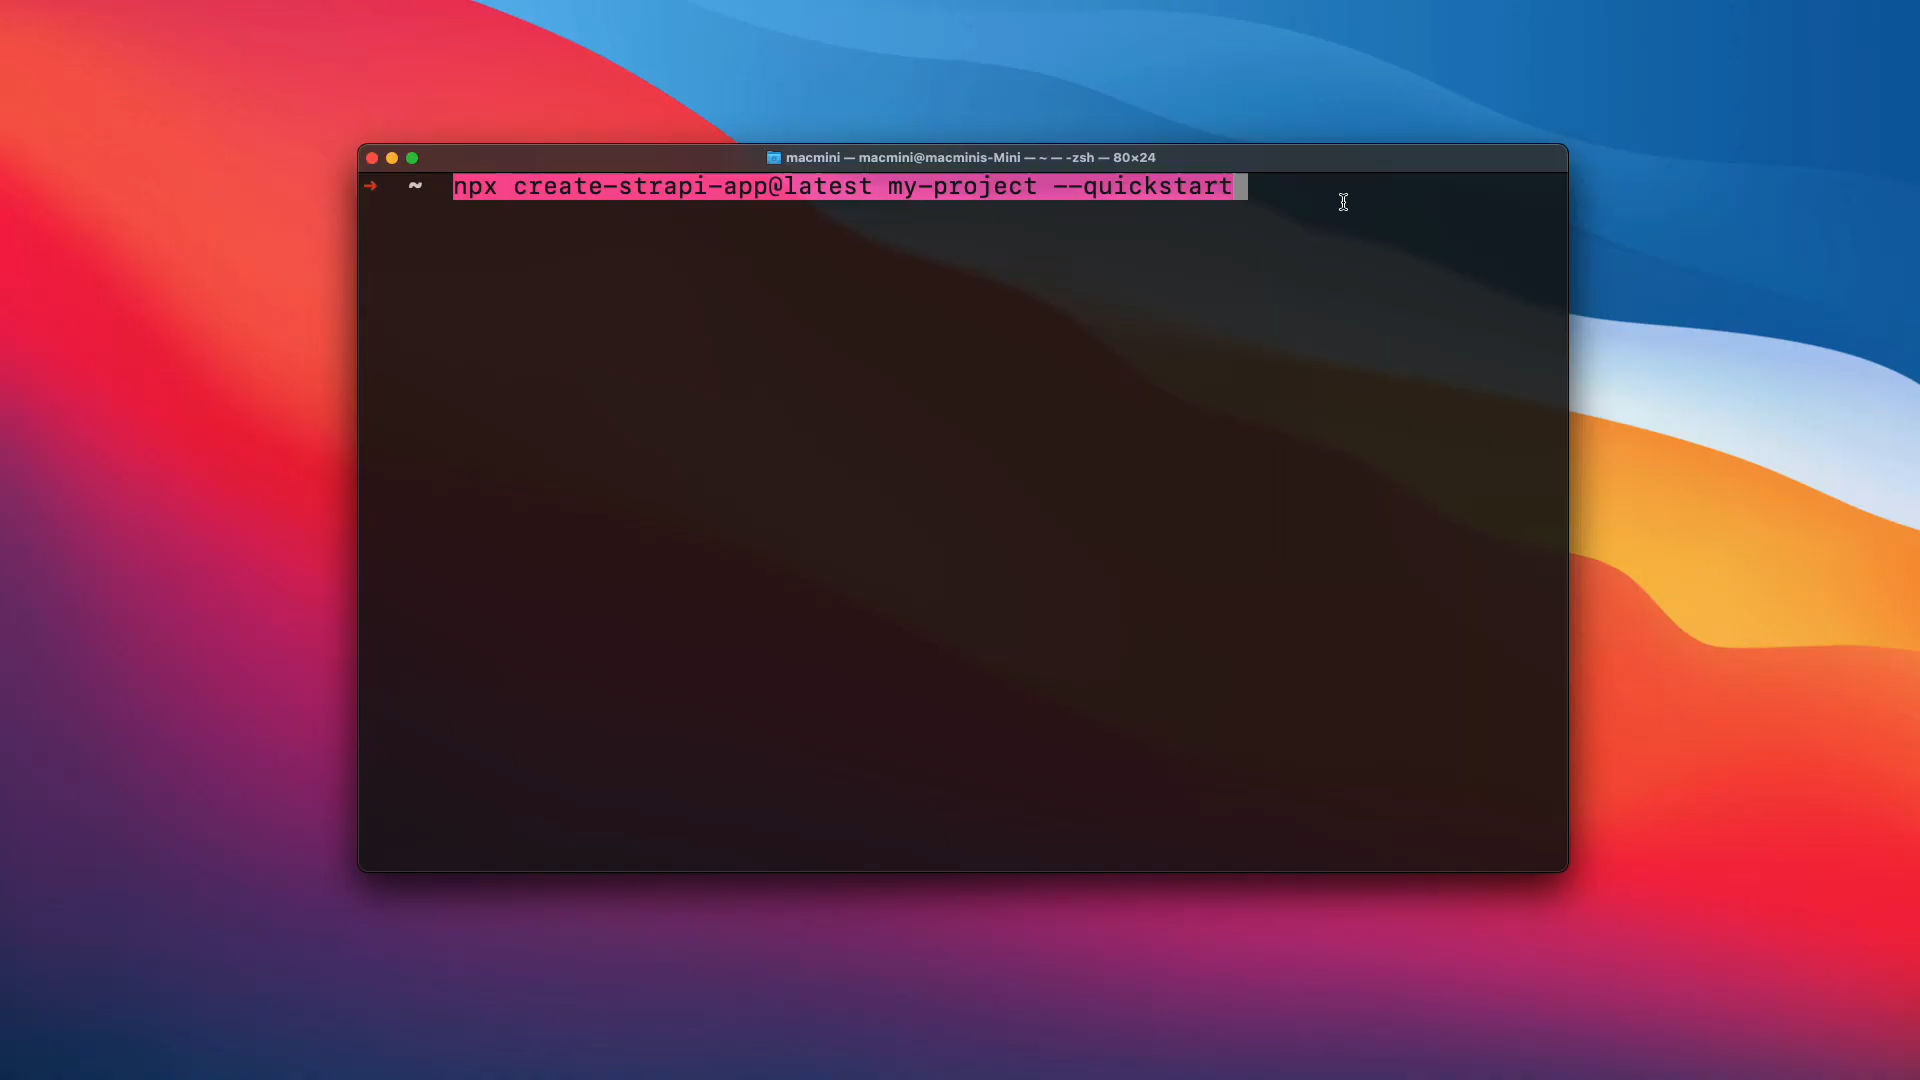 macmini — macmini@macminis-Mini — ~ — -zsh — 80×24
➜ ~ npx create-strapi-app@latest my-project --quickstart